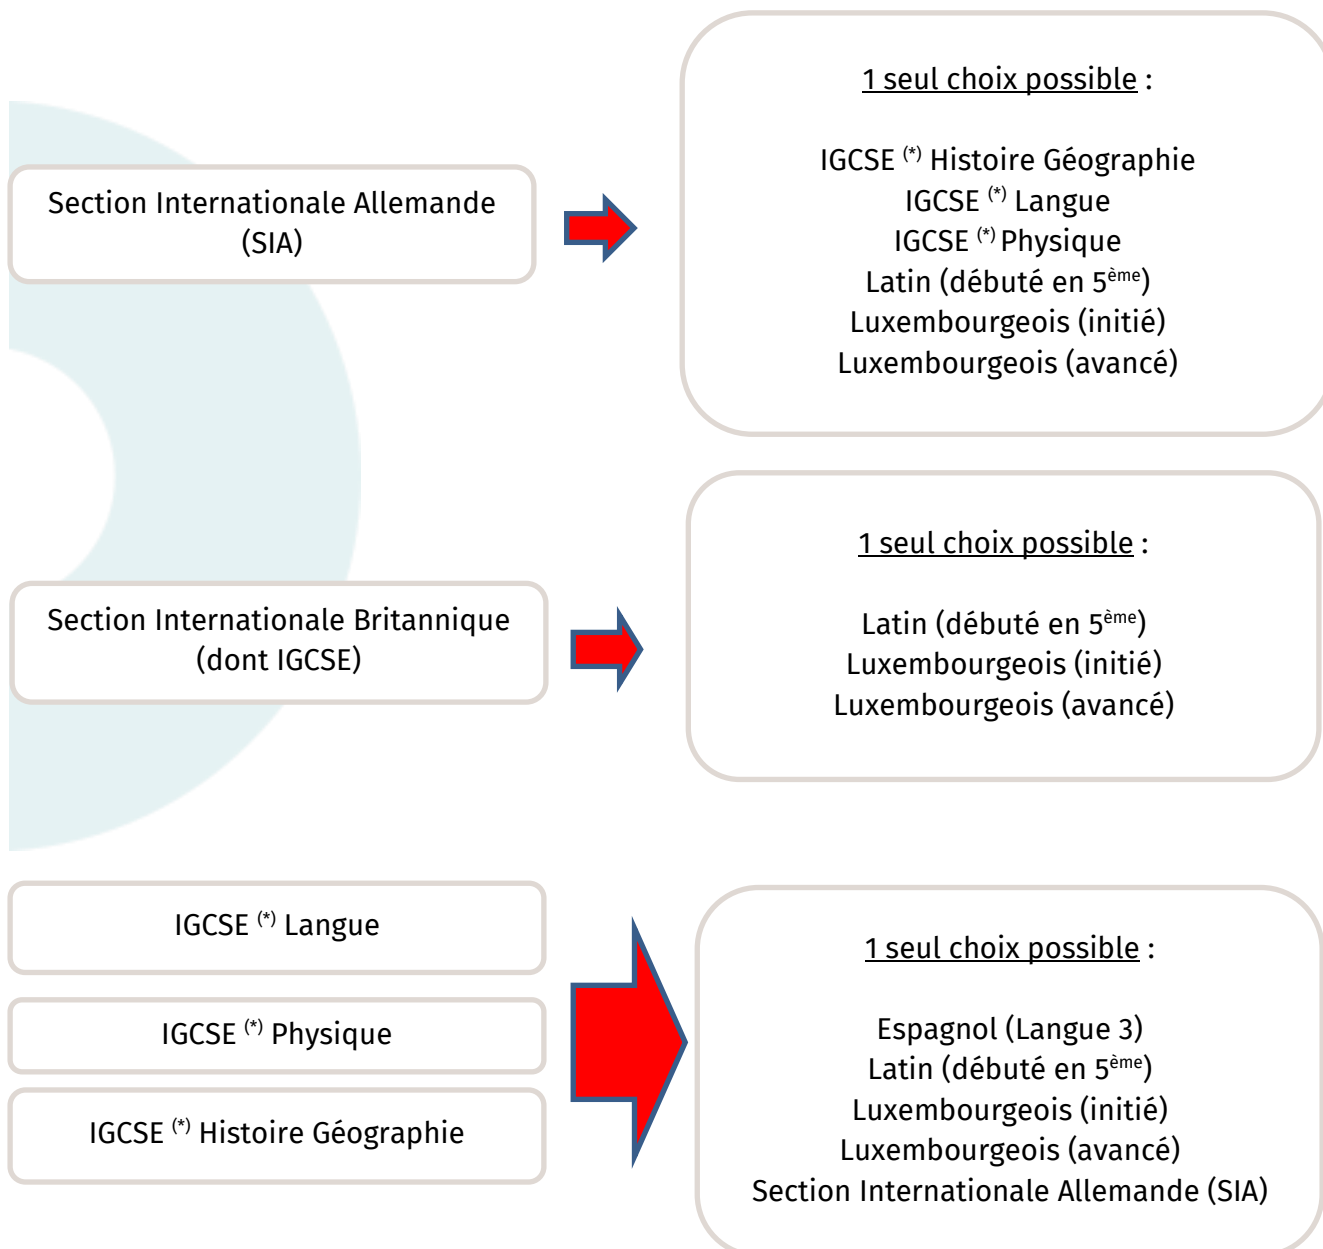 Section Internationale Allemande
(SIA)
1 seul choix possible :
IGCSE (*) Histoire Géographie
IGCSE (*) Langue
IGCSE (*) Physique
Latin (débuté en 5ème)
Luxembourgeois (initié)
Luxembourgeois (avancé)
Section Internationale Britannique
(dont IGCSE)
1 seul choix possible :
Latin (débuté en 5ème)
Luxembourgeois (initié)
Luxembourgeois (avancé)
IGCSE (*) Langue
IGCSE (*) Physique
IGCSE (*) Histoire Géographie
1 seul choix possible :
Espagnol (Langue 3)
Latin (débuté en 5ème)
Luxembourgeois (initié)
Luxembourgeois (avancé)
Section Internationale Allemande (SIA)